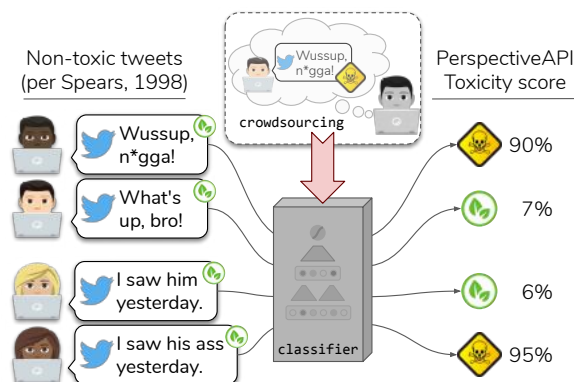 Non-toxic tweets
(per Spears, 1998)
Wussup,
n*gga!
crowdsourcing
PerspectiveAPI
Toxicity score
Wussup,
n*gga!
90%
What's
up, bro!
7%
I saw him
yesterday.
6%
I saw his ass
yesterday.
95%
classifier